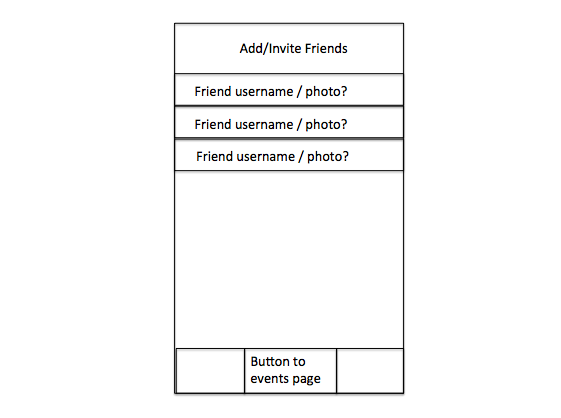 Add/Invite Friends
Friend username / photo?
Friend username / photo?
Friend username / photo?
Button to
events page